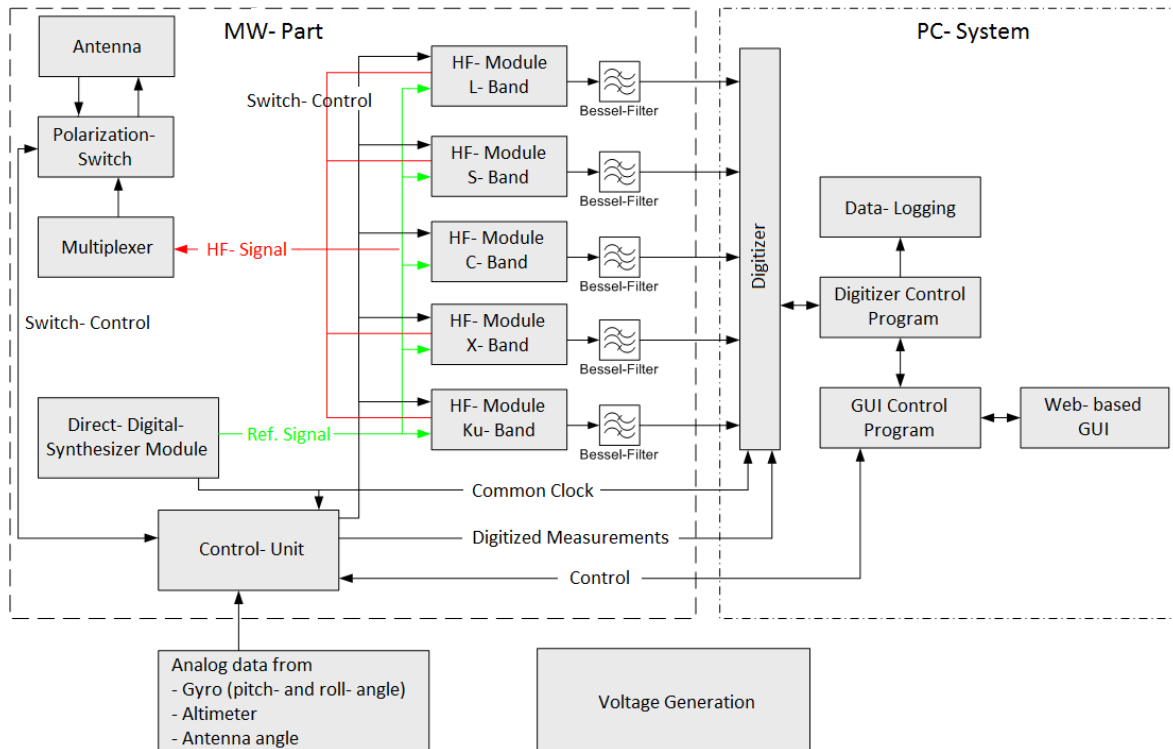 MW- Part
PC- System
Antenna
Polarization-
Switch
Multiplexer
HF- Signal
Switch- Control
Switch- Control
HF- Module
L- Band
Bessel-Filter
HF- Module
S- Band
Bessel-Filter
HF- Module
C- Band
Bessel-Filter
HF- Module
X- Band
Bessel-Filter
HF- Module
Ku- Band
Bessel-Filter
Digitizer
Data- Logging
Digitizer Control
Program
GUI Control
Program
Web- based
GUI
Direct- Digital-
Synthesizer Module
Ref. Signal
Common Clock
Control- Unit
Digitized Measurements
Control
Analog data from
- Gyro (pitch- and roll- angle)
- Altimeter
- Antenna angle
Voltage Generation